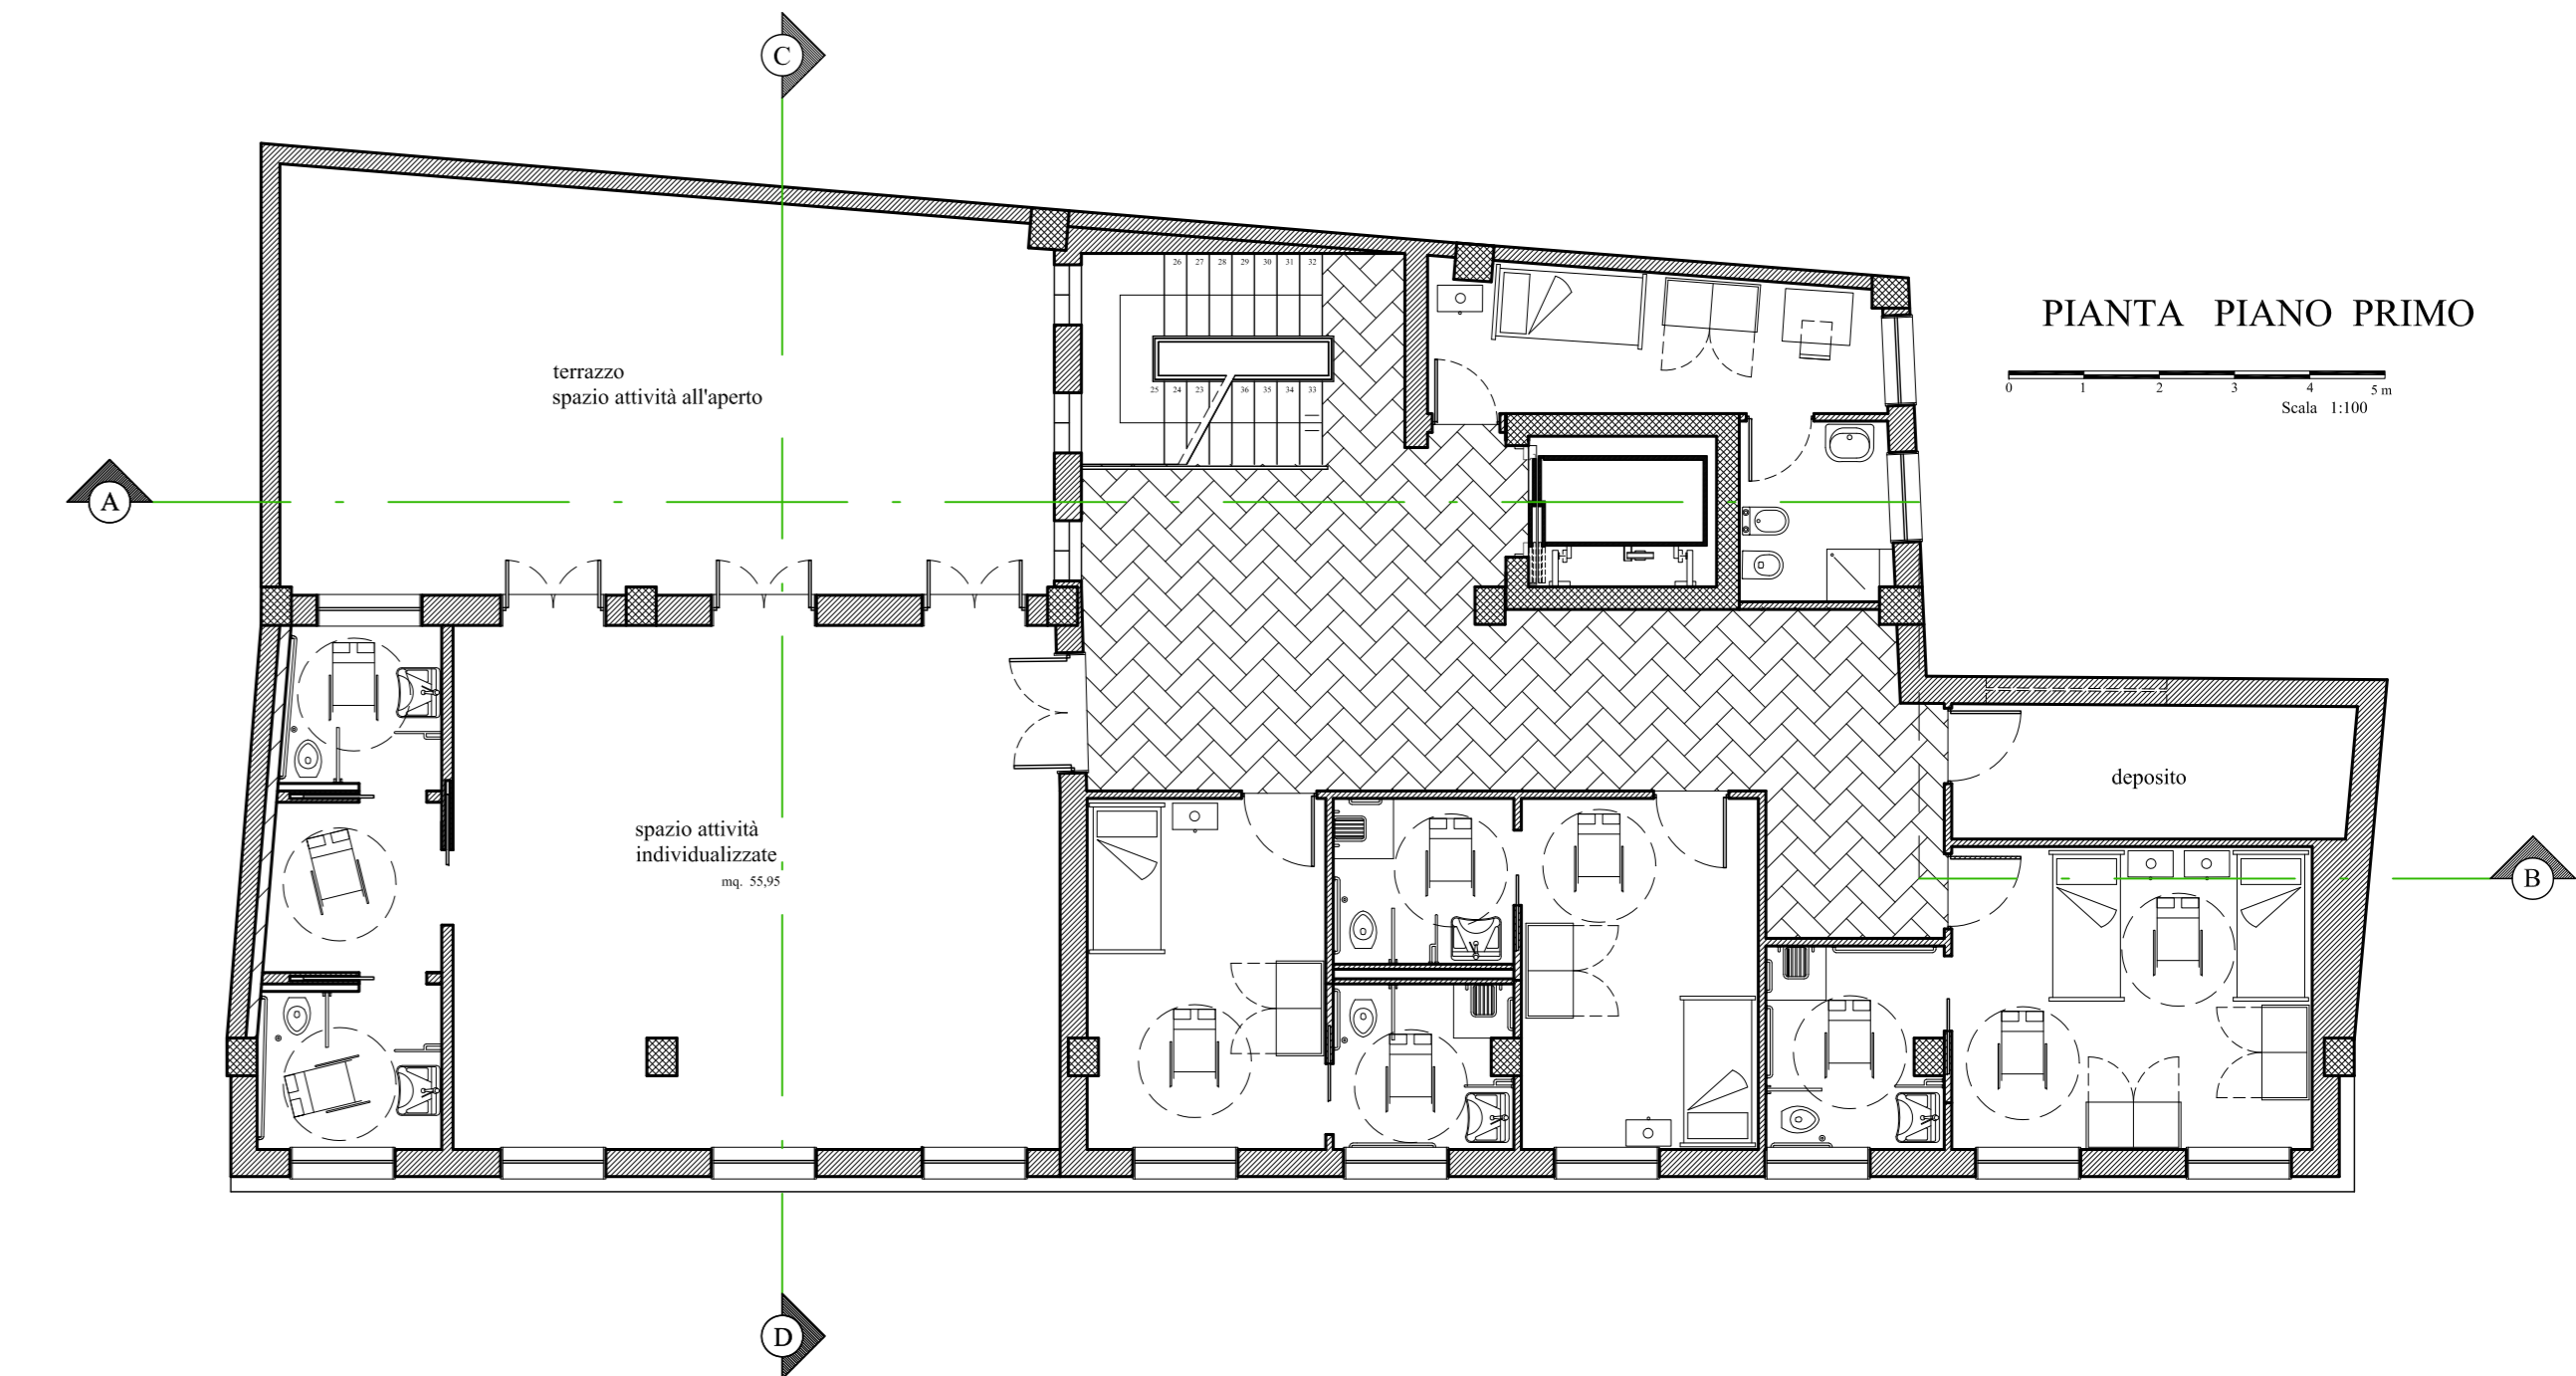 C
PIANTA PIANO PRIMO
0 1 2 3 4 5 m
Scala 1:100
26 27 28 29 30 31 32
25 24 23 36 35 34 33
terrazzo
spazio attività all'aperto
A
deposito
spazio attività
individualizzate
mq. 55,95
B
D